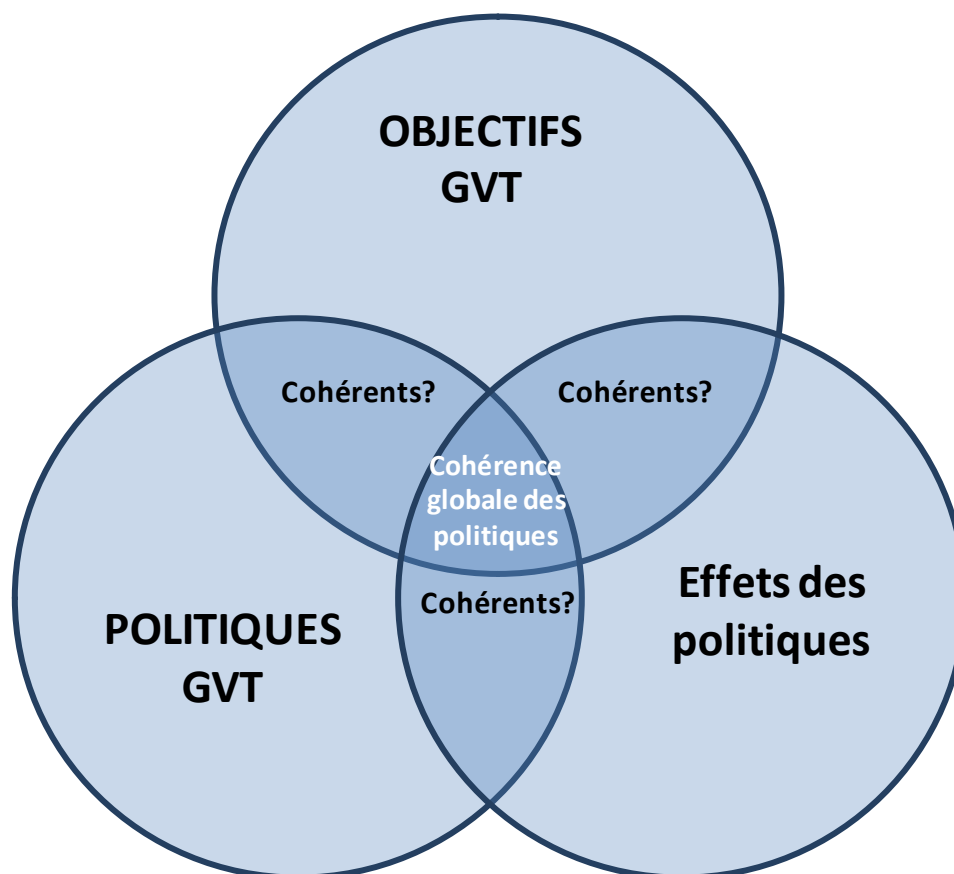 OBJECTIFS
GVT
Cohérents?
Cohérents?
Cohérence
globale des
politiques
Cohérents?
Effets des
politiques
POLITIQUES
GVT